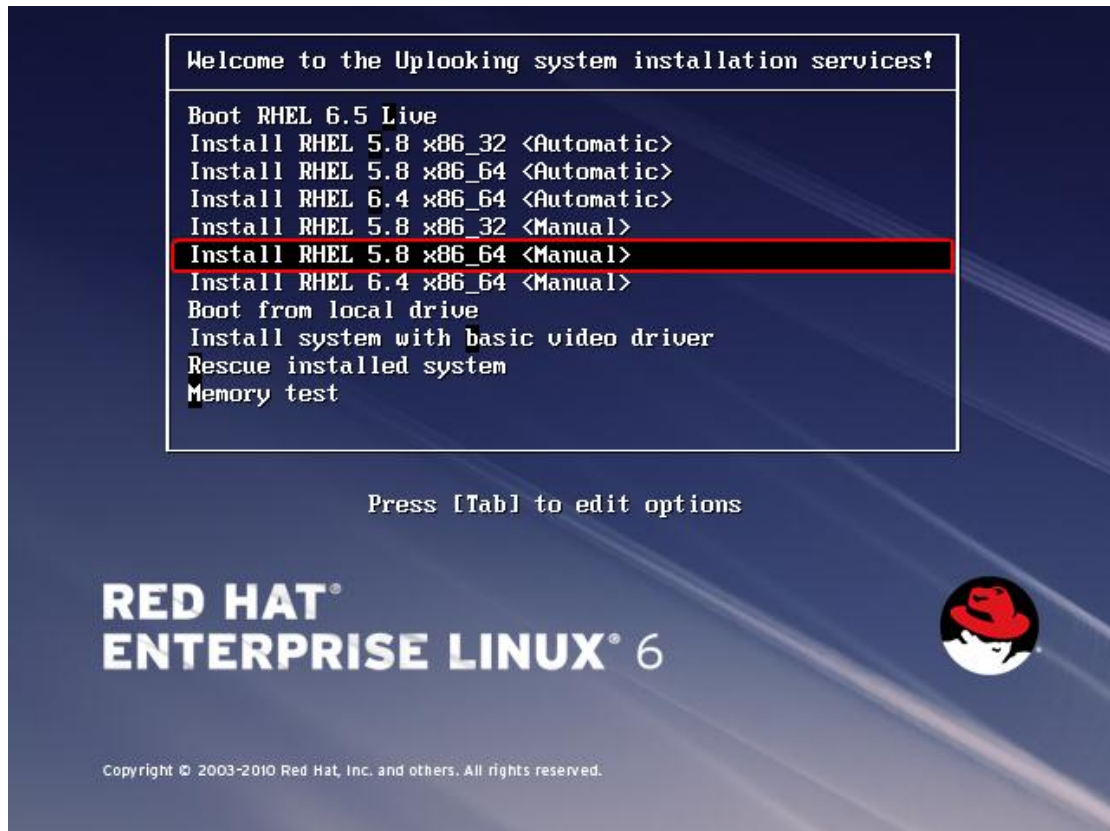 Welcome to the Uplooking system installation services!
Boot RHEL 6.5 Live
Install RHEL 5.8 x86_32 <Automatic>
Install RHEL 5.8 x86_64 <Automatic>
Install RHEL 6.4 x86_64 <Automatic>
Install RHEL 5.8 x86_32 <Manual>
Install RHEL 5.8 x86_64 <Manual>
Install RHEL 6.4 x86_64 <Manual>
Boot from local drive
Install system with basic video driver
Rescue installed system
Memory test
Press [Tab] to edit options
RED HAT®
ENTERPRISE LINUX® 6
Copyright © 2003-2010 Red Hat, Inc. and others. All rights reserved.